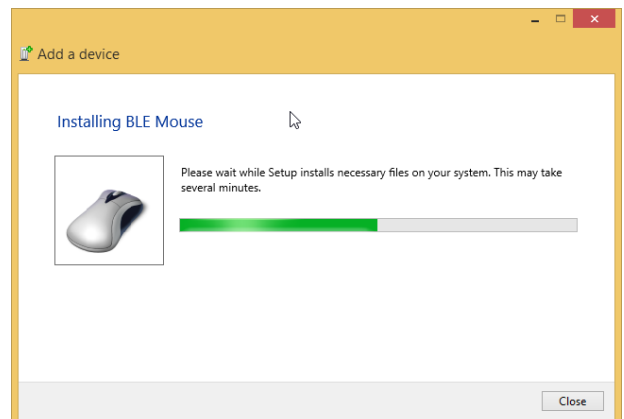 Add a device
Installing BLE Mouse
Please wait while Setup installs necessary files on your system. This may take
several minutes.
Close